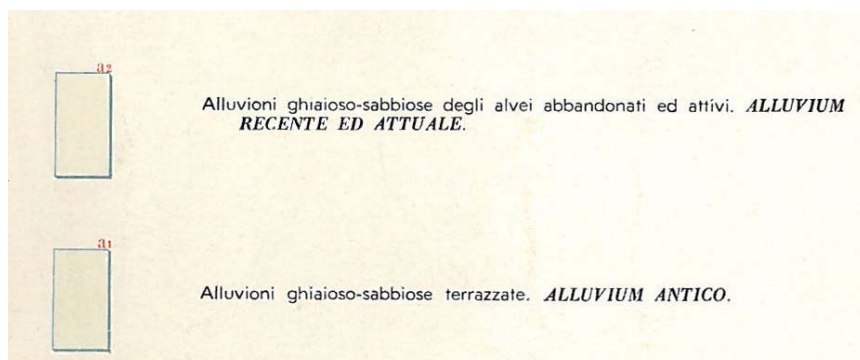 a2
Alluvioni ghiaioso-sabbiose degli alvei abbandonati ed attivi. ALLUVIUM
RECENTE ED ATTUALE.
a1
Alluvioni ghiaioso-sabbiose terrazzate. ALLUVIUM ANTICO.